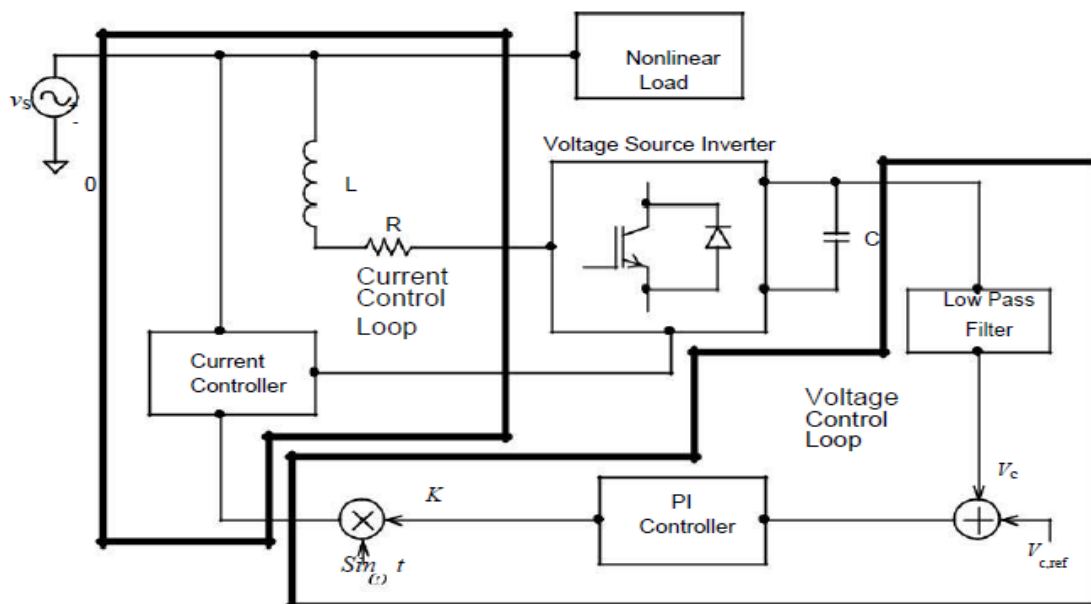 Nonlinear
Load
vS
+
-
0
Voltage Source Inverter
L
R
C
Current
Control
Loop
Low Pass
Filter
Current
Controller
Voltage
Control
Loop
Vc
K
PI
Controller
Sin ω t
Vc,ref